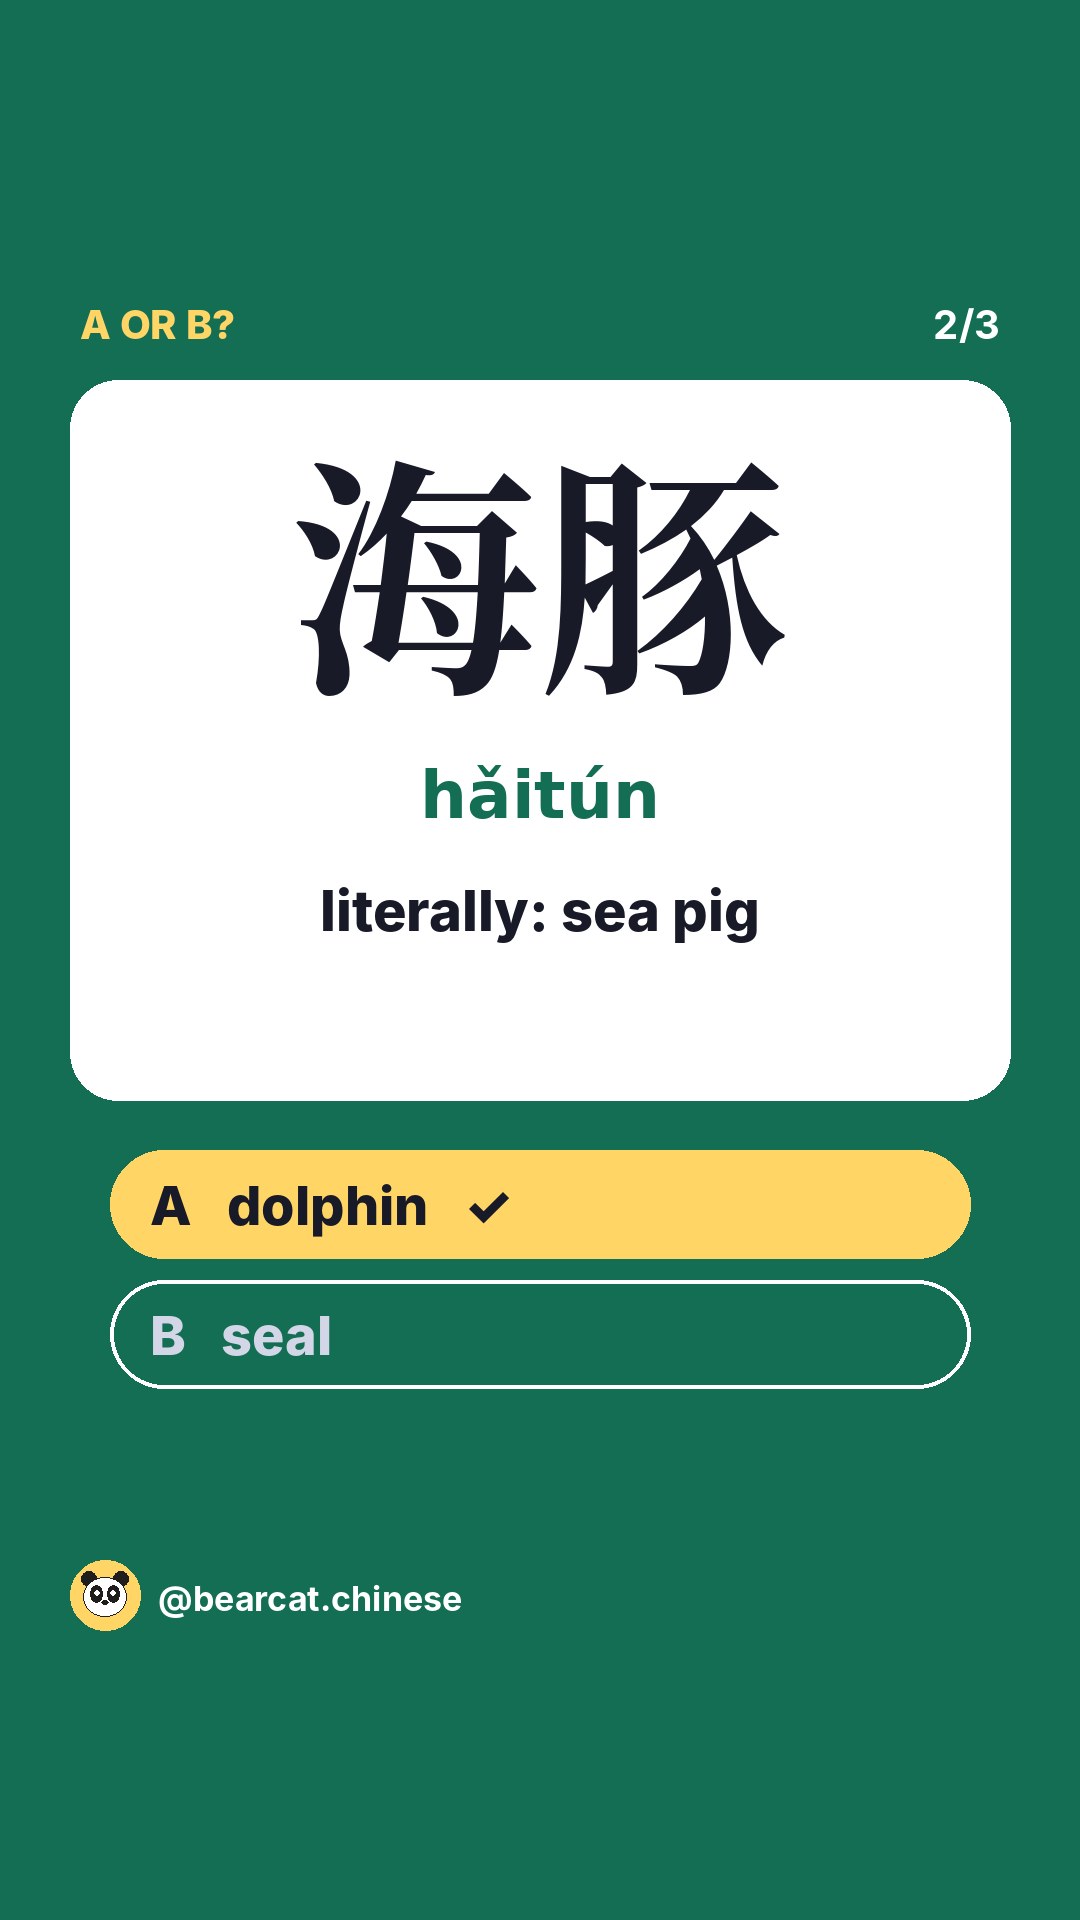 A OR B?
2/3
海豚
hǎitún
literally: sea pig
A dolphin ✓
B seal
@bearcat.chinese